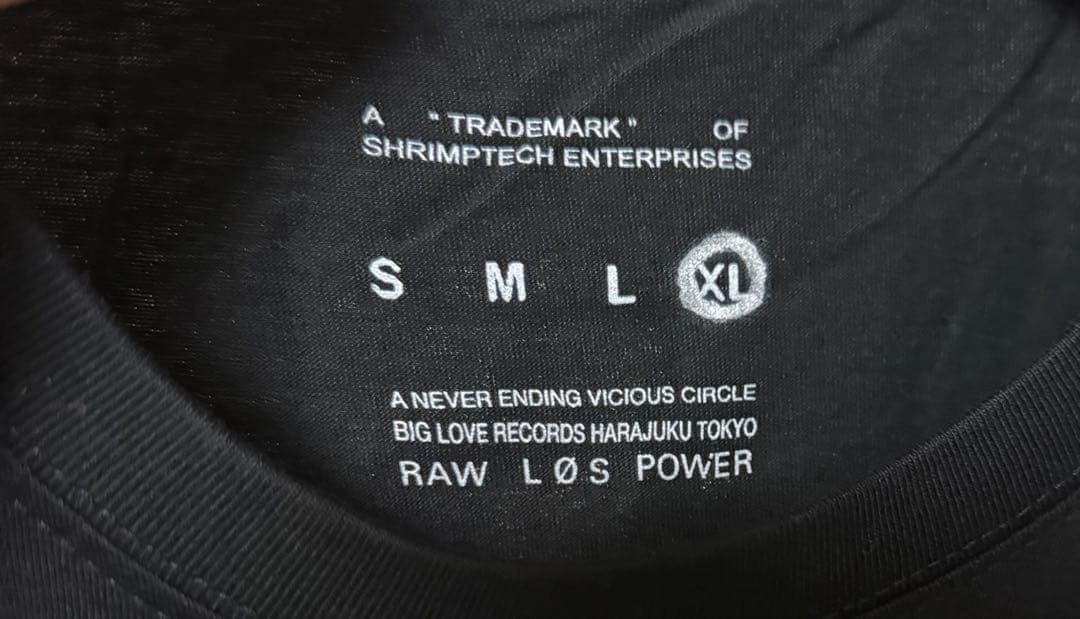 A "TRADEMARK" OF
SHRIMPTECH ENTERPRISES
S M L XL
A NEVER ENDING VICIOUS CIRCLE
BIG LOVE RECORDS HARAJUKU TOKYO
RAW LØS POWER